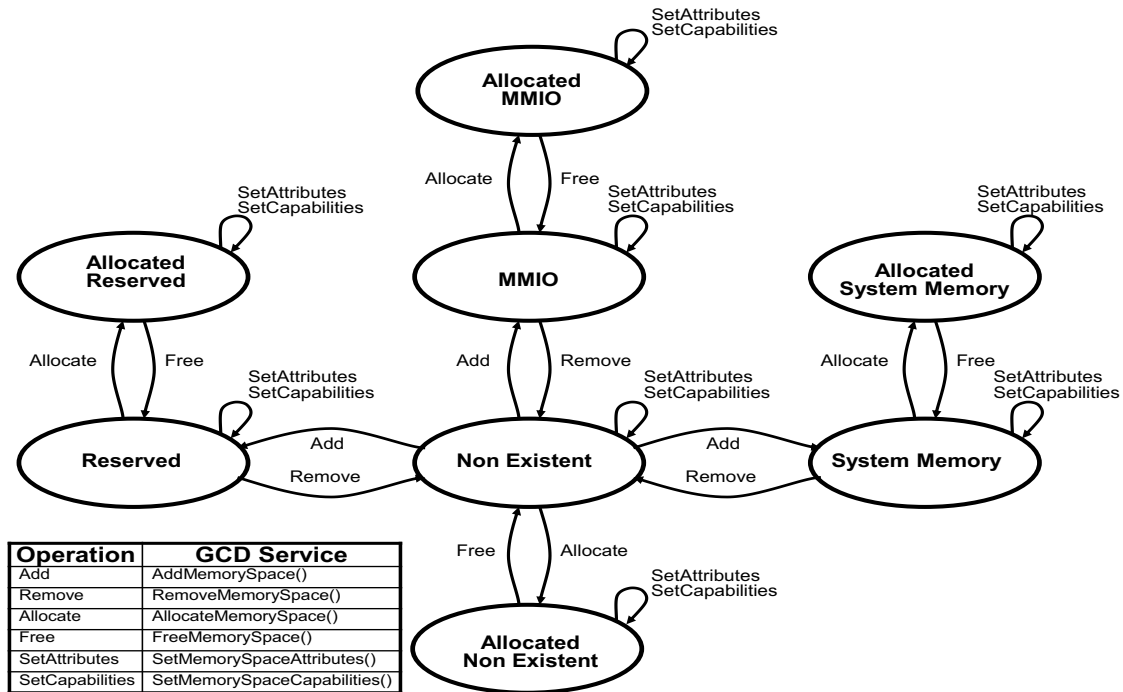 SetAttributes
SetCapabilities
Allocated
MMIO
Allocate
Free
SetAttributes
SetCapabilities
SetAttributes
SetCapabilities
SetAttributes
SetCapabilities
Allocated
Reserved
MMIO
Allocated
System Memory
Allocate
Free
Add
Remove
Allocate
Free
SetAttributes
SetCapabilities
SetAttributes
SetCapabilities
SetAttributes
SetCapabilities
Reserved
Add
Remove
Non Existent
Add
Remove
System Memory
Free
Allocate
SetAttributes
SetCapabilities
Allocated
Non Existent
Operation GCD Service
Add AddMemorySpace()
Remove RemoveMemorySpace()
Allocate AllocateMemorySpace()
Free FreeMemorySpace()
SetAttributes SetMemorySpaceAttributes()
SetCapabilities SetMemorySpaceCapabilities()